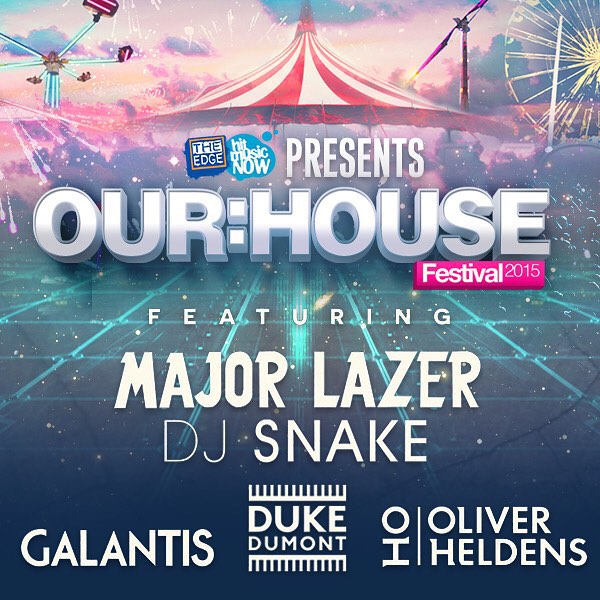 THE EDGE
hit music NOW
PRESENTS
OUR:HOUSE
Festival 2015
FEATURING
MAJOR LAZER
DJ SNAKE
GALANTIS
DUKE
DUMONT
HO
OLIVER
HELDENS